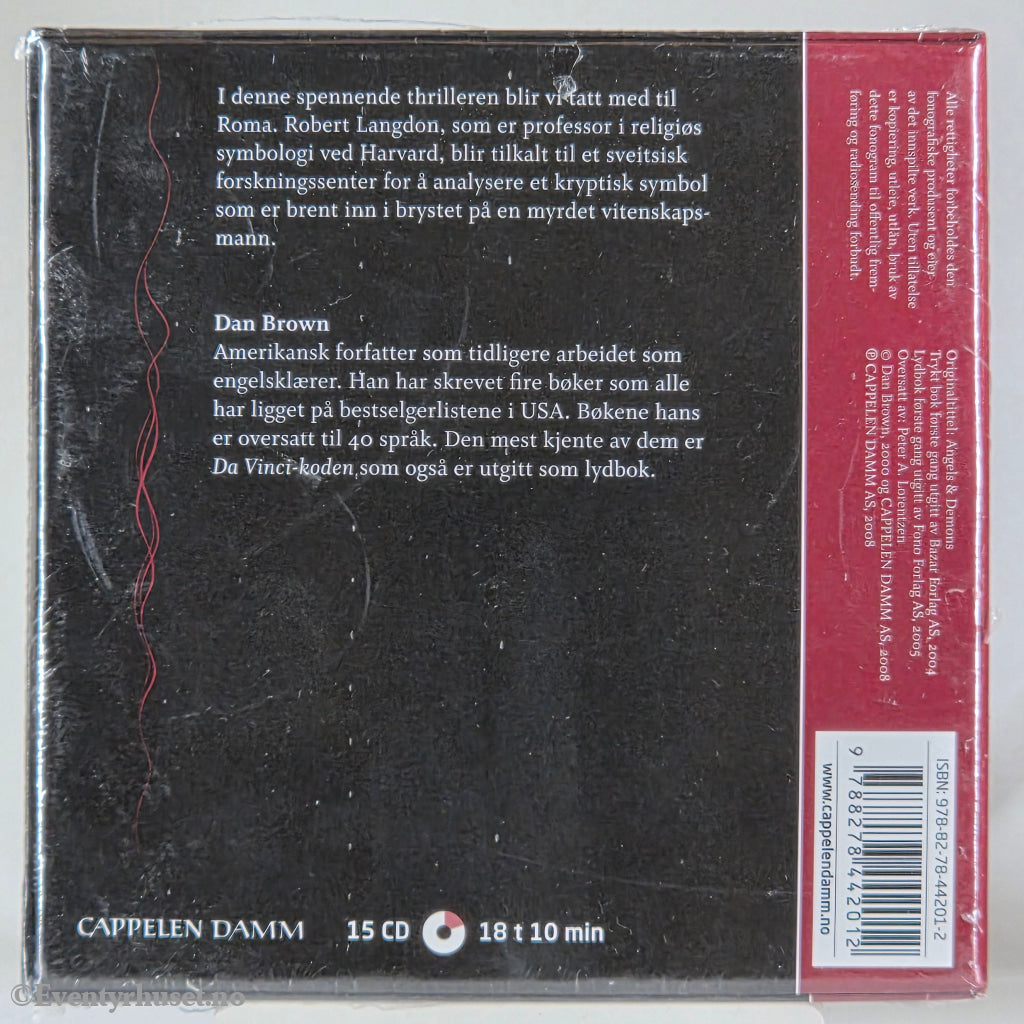 I denne spennende thrilleren blir vi tatt med til
Roma. Robert Langdon, som er professor i religiøs
symbologi ved Harvard, blir tilkalt til et sveitsisk
forskningssenter for å analysere et kryptisk symbol
som er brent inn i brystet på en myrdet vitenskaps-
mann.
Dan Brown
Amerikansk forfatter som tidligere arbeidet som
engelsklærer. Han har skrevet fire bøker som alle
har ligget på bestselgerlistene i USA. Bøkene hans
er oversatt til 40 språk. Den mest kjente av dem er
Da Vinci-koden som også er utgitt som lydbok.
CAPPELEN DAMM 15 CD 18 t 10 min
Alle rettigheter forbeholdes den
fonografiske produsent og eier
av det innspilte verk. Uten tillatelse
er kopiering, utleie, utlån, bruk av
dette fonogram til offentlig frem-
føring og radiosending forbudt.
Originaltittel: Angels & Demons
Trykt bok første gang utgitt av Bazar Forlag AS, 2004
Lydbok første gang utgitt av Fono Forlag AS, 2005
Oversatt av: Peter A. Lorentzen
© Dan Brown, 2000 og CAPPELEN DAMM AS, 2008
℗ CAPPELEN DAMM AS, 2008
ISBN: 978-82-78-44201-2
9 788278 442012
www.cappelendamm.no
©Eventyrhuset.no